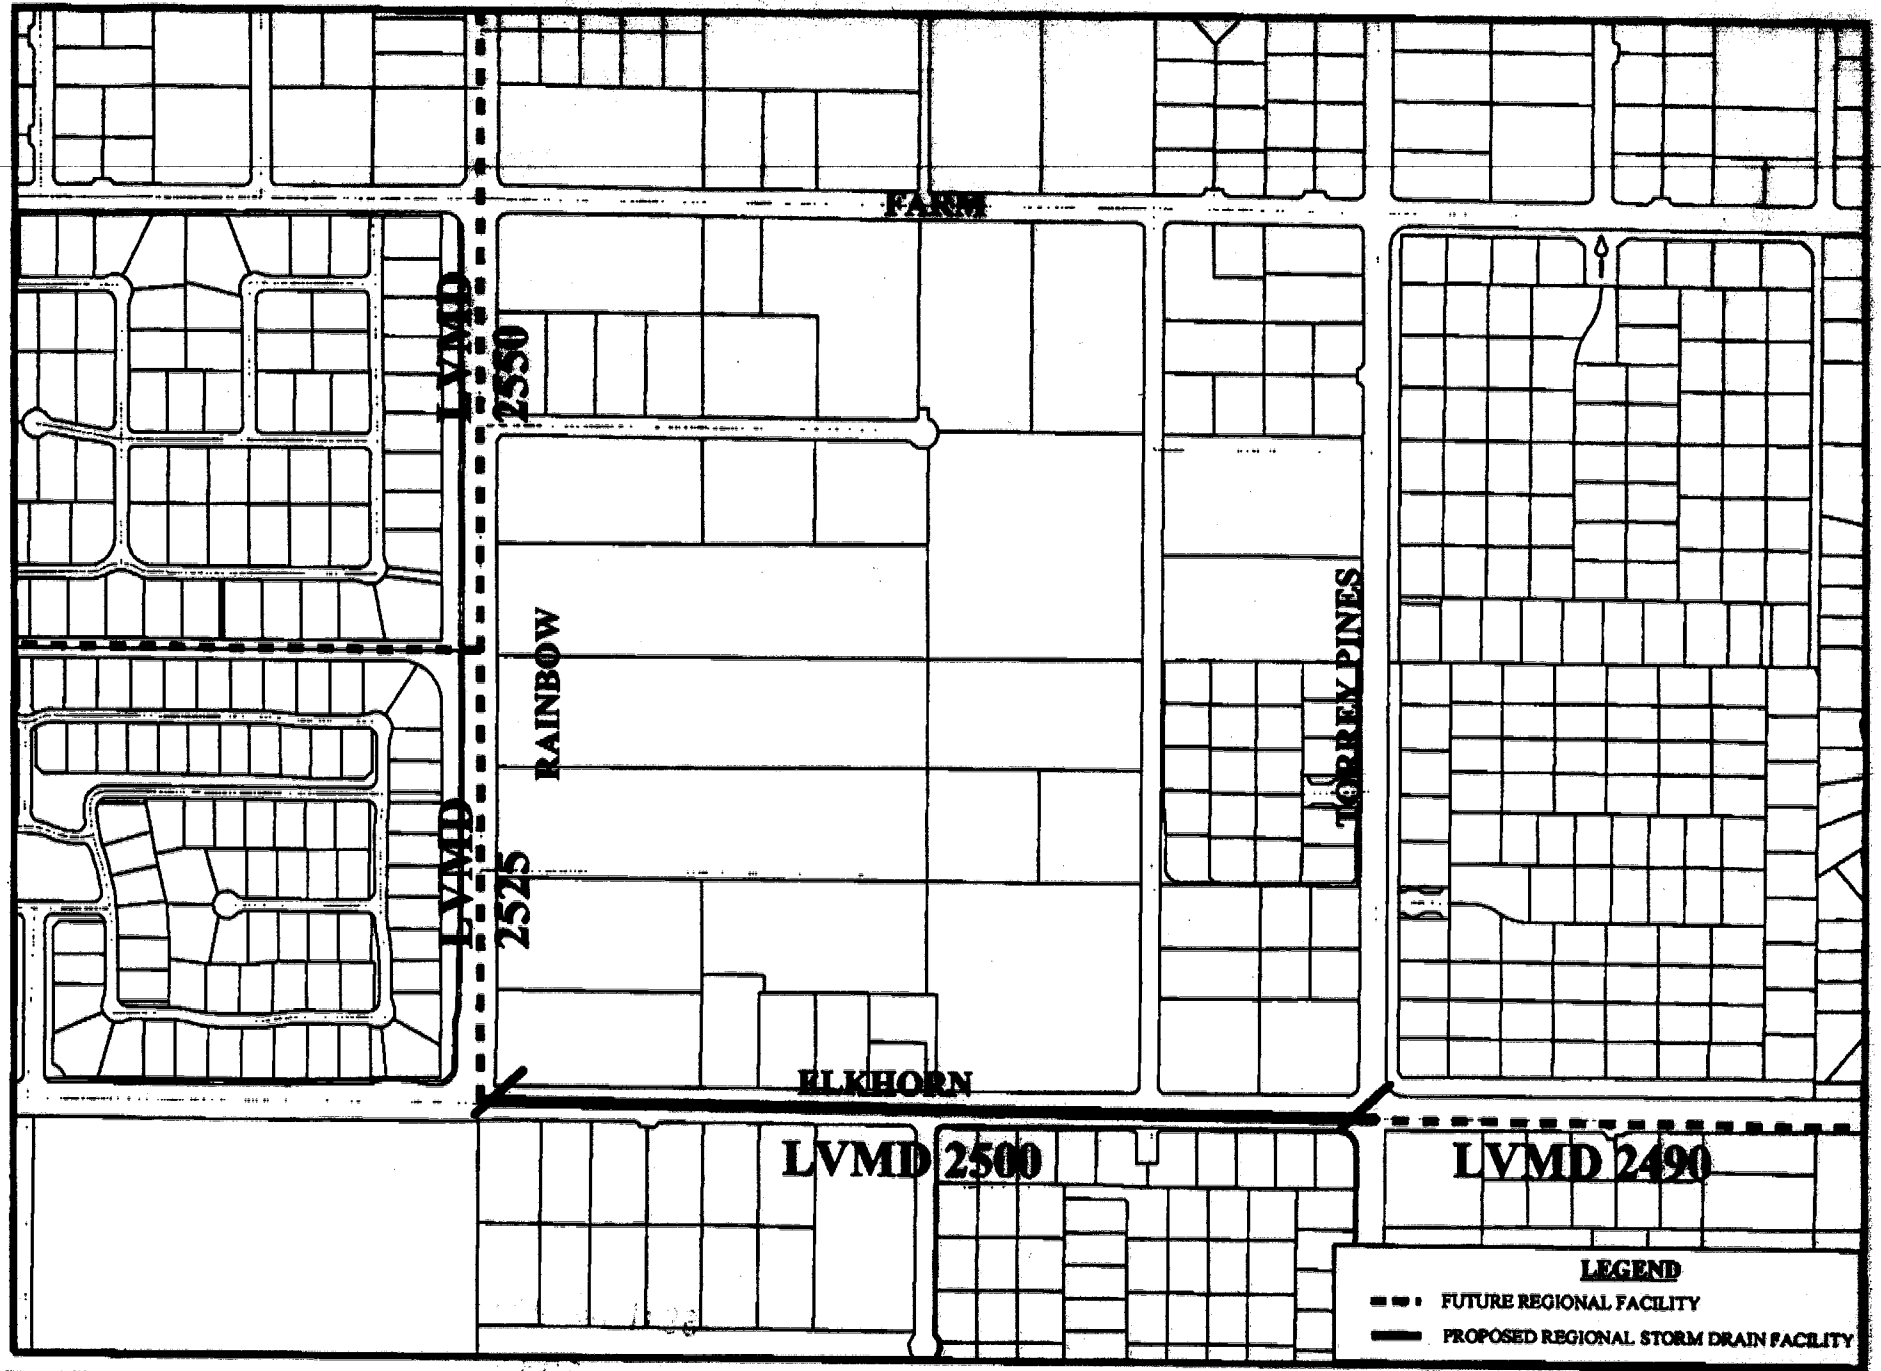 FARM
LVMD
2550
RAINBOW
TORREY PINES
LVMD
2525
ELKHORN
LVMD 2500
LVMD 2490
LEGEND
FUTURE REGIONAL FACILITY
PROPOSED REGIONAL STORM DRAIN FACILITY